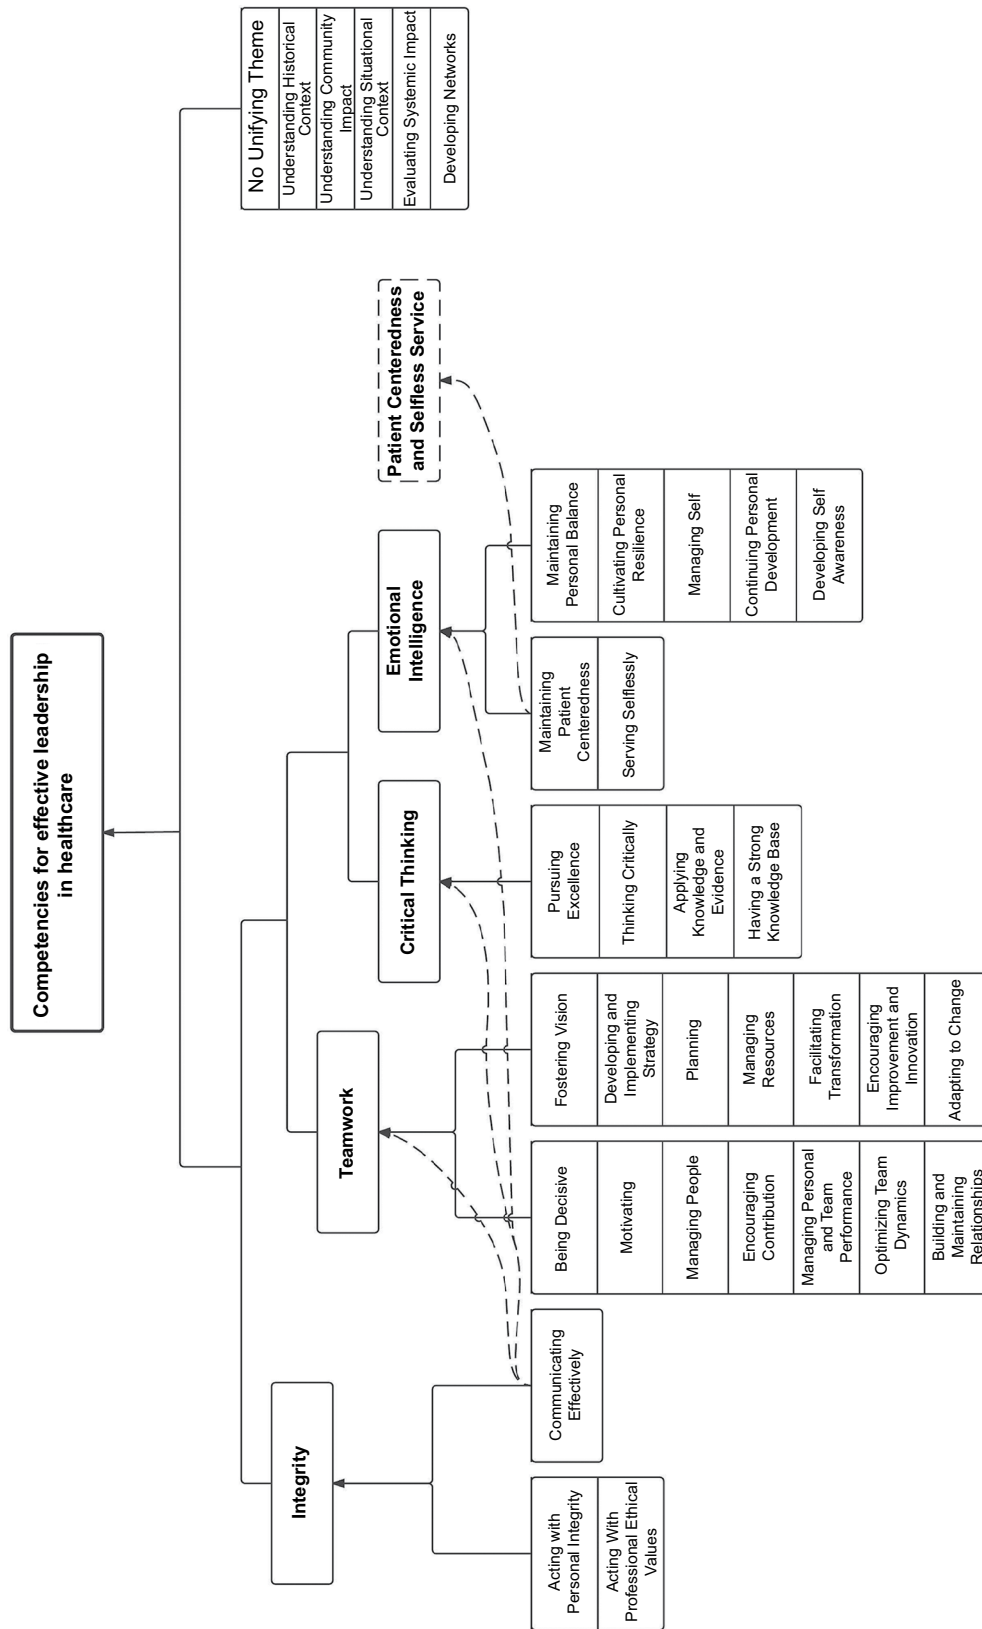 Competencies for effective leadership
in healthcare
Integrity
Teamwork
Critical Thinking
Emotional
Intelligence
Patient Centeredness
and Selfless Service
No Unifying Theme
Understanding Historical
Context
Understanding Community
Impact
Understanding Situational
Context
Evaluating Systemic Impact
Developing Networks
Acting with
Personal Integrity
Acting With
Professional Ethical
Values
Communicating
Effectively
Being Decisive
Motivating
Managing People
Encouraging
Contribution
Managing Personal
and Team
Performance
Optimizing Team
Dynamics
Building and
Maintaining
Relationships
Fostering Vision
Developing and
Implementing
Strategy
Planning
Managing
Resources
Facilitating
Transformation
Encouraging
Improvement and
Innovation
Adapting to Change
Pursuing
Excellence
Thinking Critically
Applying
Knowledge and
Evidence
Having a Strong
Knowledge Base
Maintaining
Patient
Centeredness
Serving Selflessly
Maintaining
Personal Balance
Cultivating Personal
Resilience
Managing Self
Continuing Personal
Development
Developing Self
Awareness